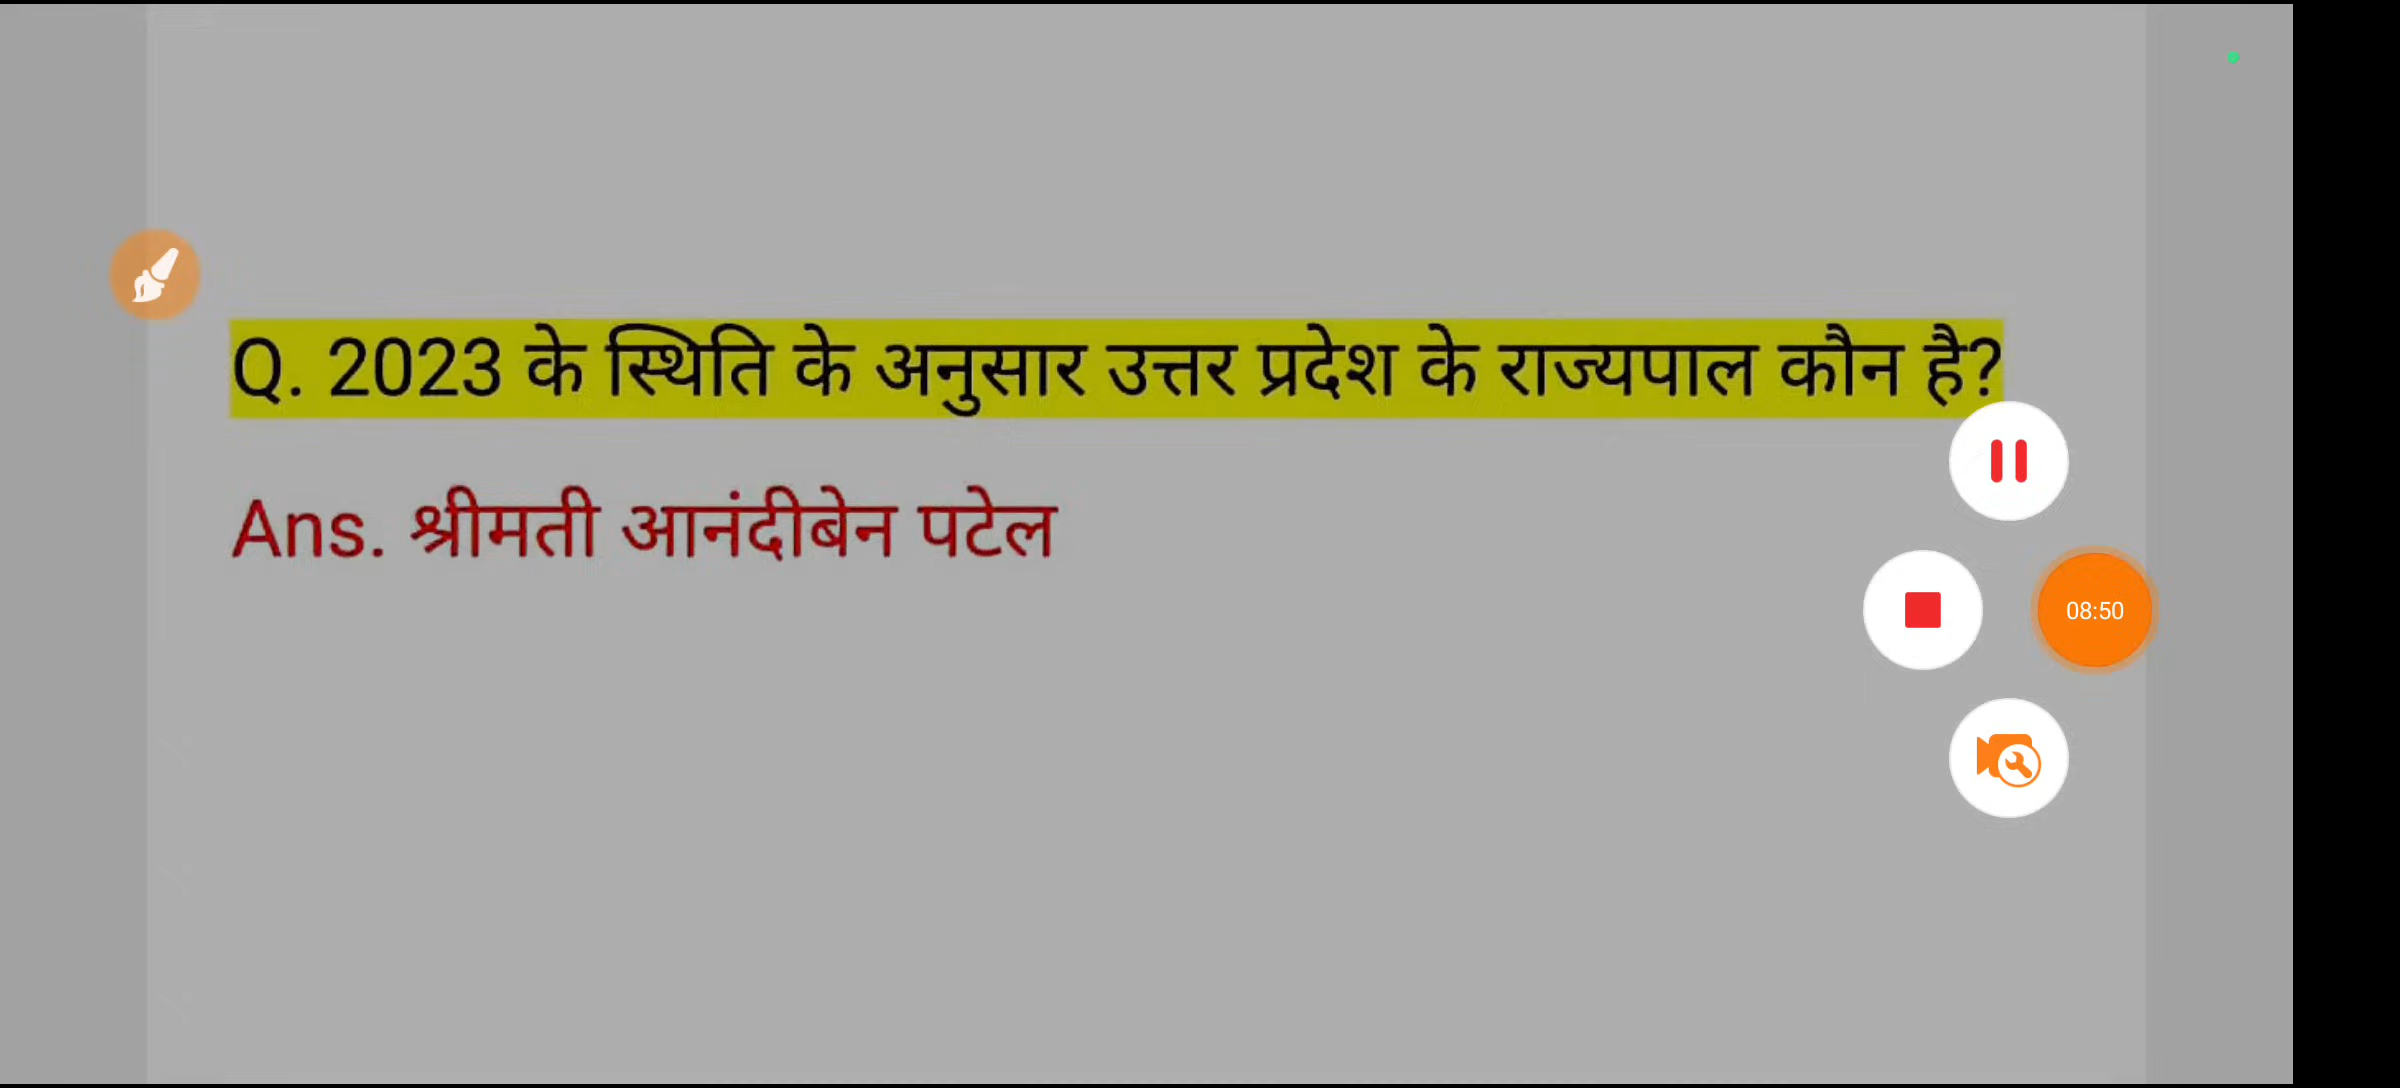 Q. 2023 के स्थिति के अनुसार उत्तर प्रदेश के राज्यपाल कौन है?
Ans. श्रीमती आनंदीबेन पटेल
08:50